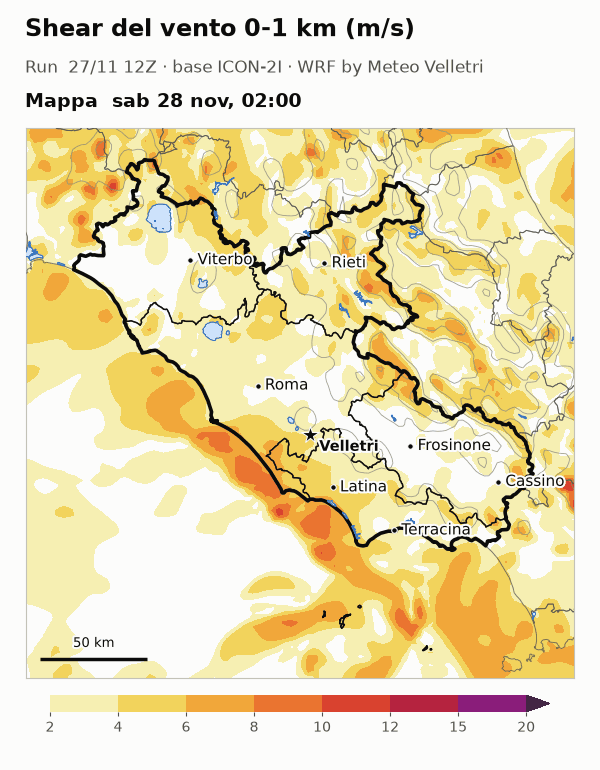 Shear del vento 0-1 km (m/s)
Run  27/11 12Z · base ICON-2I · WRF by Meteo Velletri
Mappa  sab 28 nov, 02:00
Viterbo
Rieti
Roma
Velletri
Frosinone
Latina
Cassino
Terracina
50 km
2 4 6 8 10 12 15 20